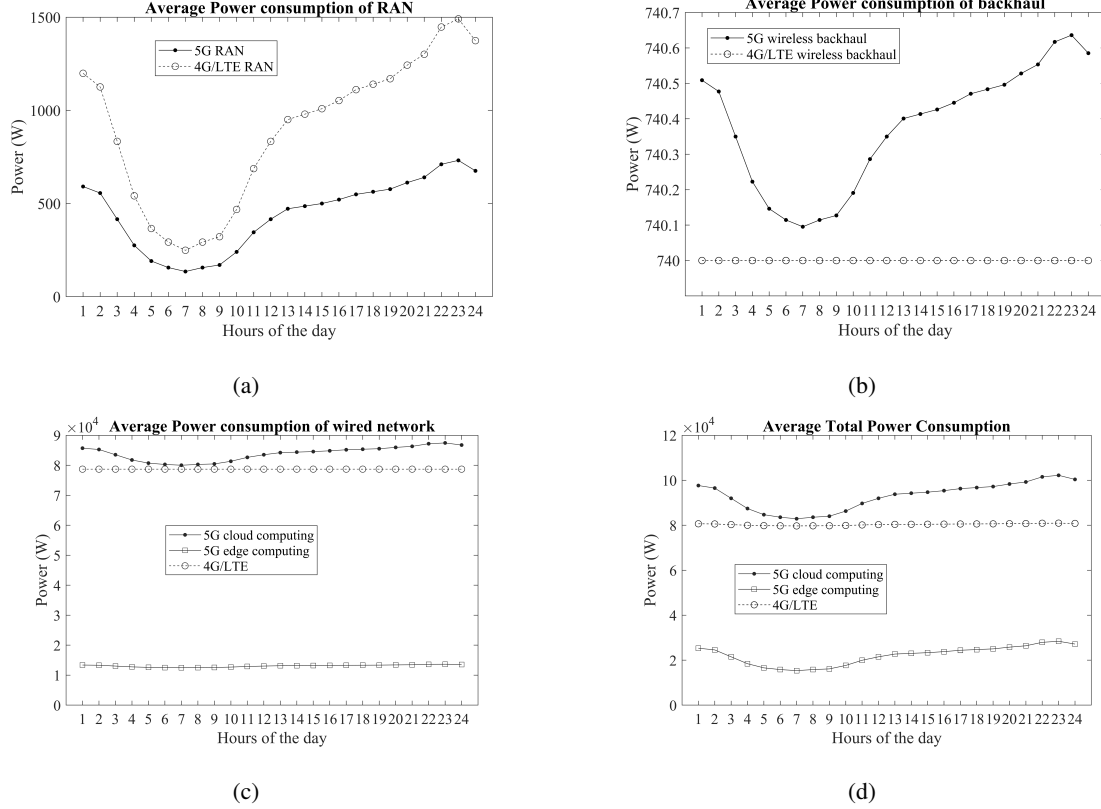 Average Power consumption of RAN
1500
1000
500
0
Power (W)
5G RAN
4G/LTE RAN
1 2 3 4 5 6 7 8 9 10 11 12 13 14 15 16 17 18 19 20 21 22 23 24
Hours of the day
(a)
Average Power consumption of backhaul
740.7
740.6
740.5
740.4
740.3
740.2
740.1
740
Power (W)
5G wireless backhaul
4G/LTE wireless backhaul
1 2 3 4 5 6 7 8 9 10 11 12 13 14 15 16 17 18 19 20 21 22 23 24
Hours of the day
(b)
Average Power consumption of wired network
×10⁴
9
8
7
6
5
4
3
2
1
0
Power (W)
5G cloud computing
5G edge computing
4G/LTE
1 2 3 4 5 6 7 8 9 10 11 12 13 14 15 16 17 18 19 20 21 22 23 24
Hours of the day
(c)
Average Total Power Consumption
×10⁴
12
10
8
6
4
2
0
Power (W)
5G cloud computing
5G edge computing
4G/LTE
1 2 3 4 5 6 7 8 9 10 11 12 13 14 15 16 17 18 19 20 21 22 23 24
Hours of the day
(d)